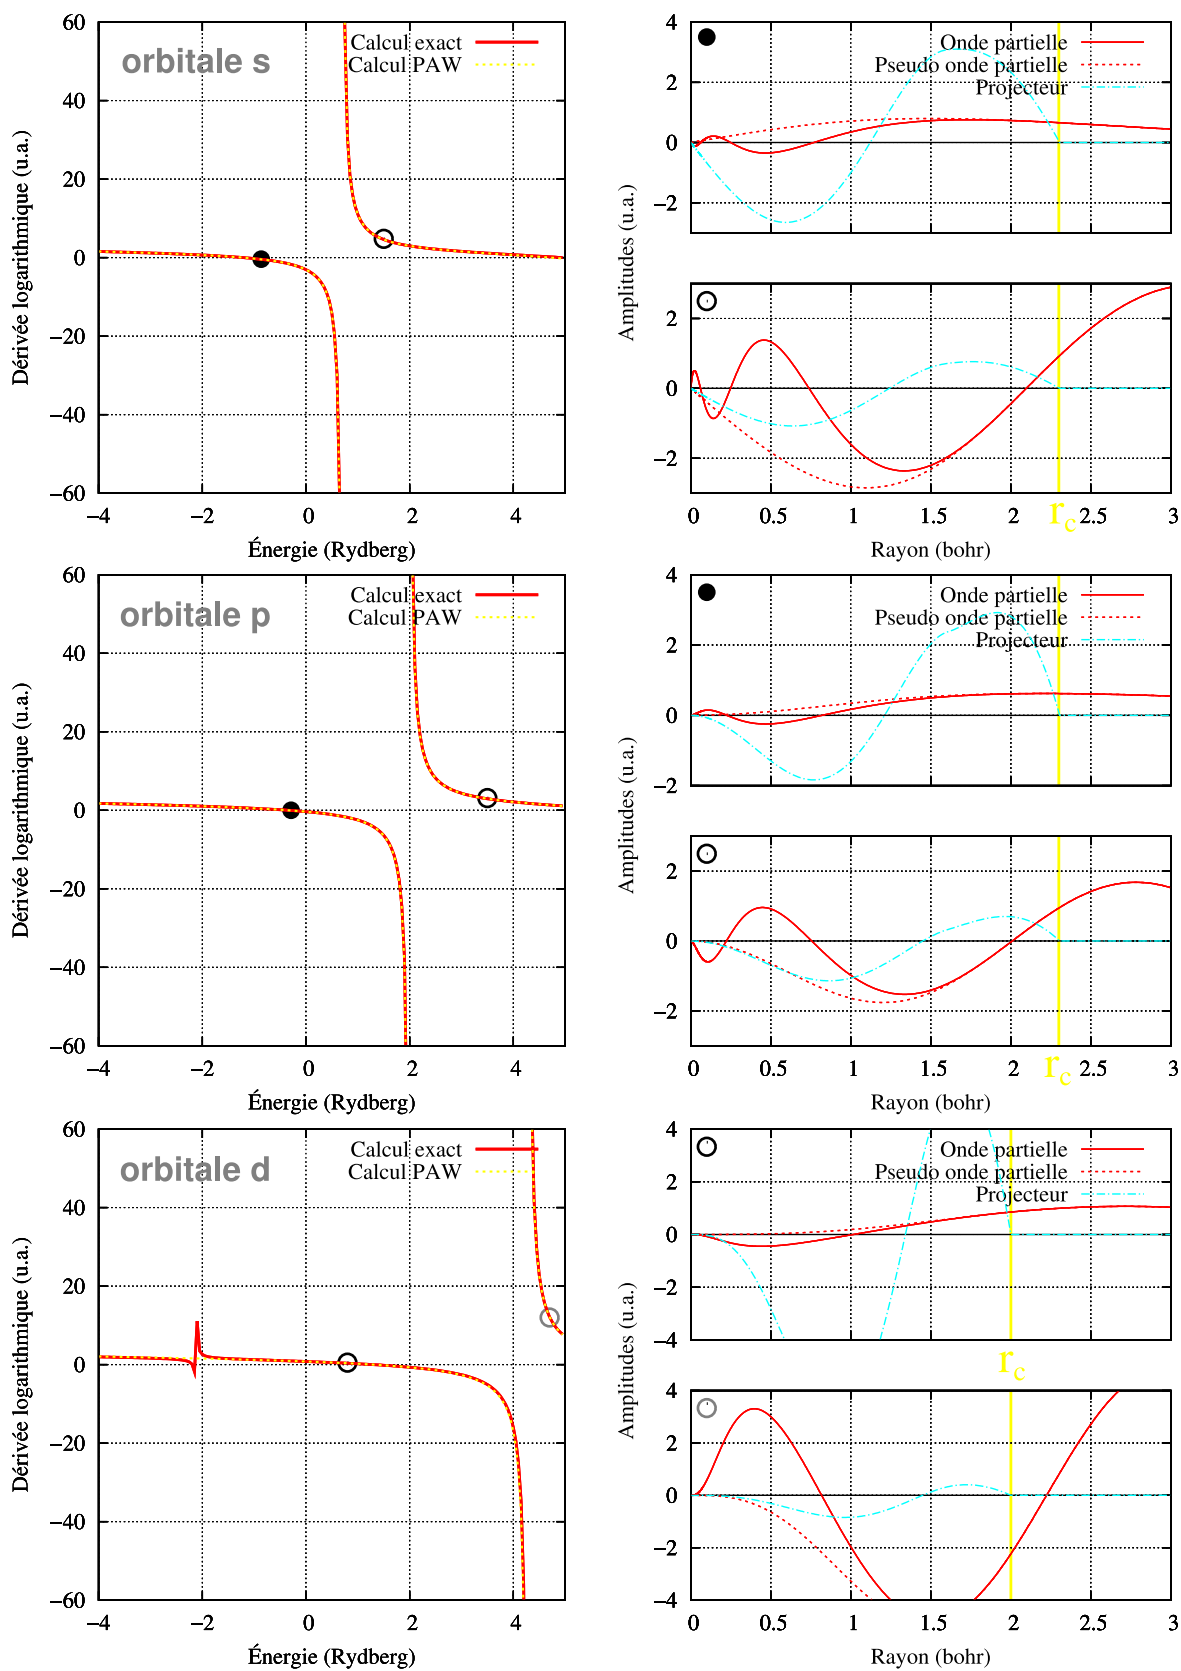 orbitale s
Calcul exact
Calcul PAW
60
40
20
0
−20
−40
−60
−4
−2
0
2
4
Dérivée logarithmique (u.a.)
Énergie (Rydberg)
Onde partielle
Pseudo onde partielle
Projecteur
4
2
0
−2
2
0
−2
Amplitudes (u.a.)
0
0.5
1
1.5
2
2.5
3
r_c
Rayon (bohr)
orbitale p
Calcul exact
Calcul PAW
60
40
20
0
−20
−40
−60
−4
−2
0
2
4
Dérivée logarithmique (u.a.)
Énergie (Rydberg)
Onde partielle
Pseudo onde partielle
Projecteur
4
2
0
−2
2
0
−2
Amplitudes (u.a.)
0
0.5
1
1.5
2
2.5
3
r_c
Rayon (bohr)
orbitale d
Calcul exact
Calcul PAW
60
40
20
0
−20
−40
−60
−4
−2
0
2
4
Dérivée logarithmique (u.a.)
Énergie (Rydberg)
Onde partielle
Pseudo onde partielle
Projecteur
4
2
0
−2
−4
r_c
4
2
0
−2
−4
Amplitudes (u.a.)
0
0.5
1
1.5
2
2.5
3
Rayon (bohr)